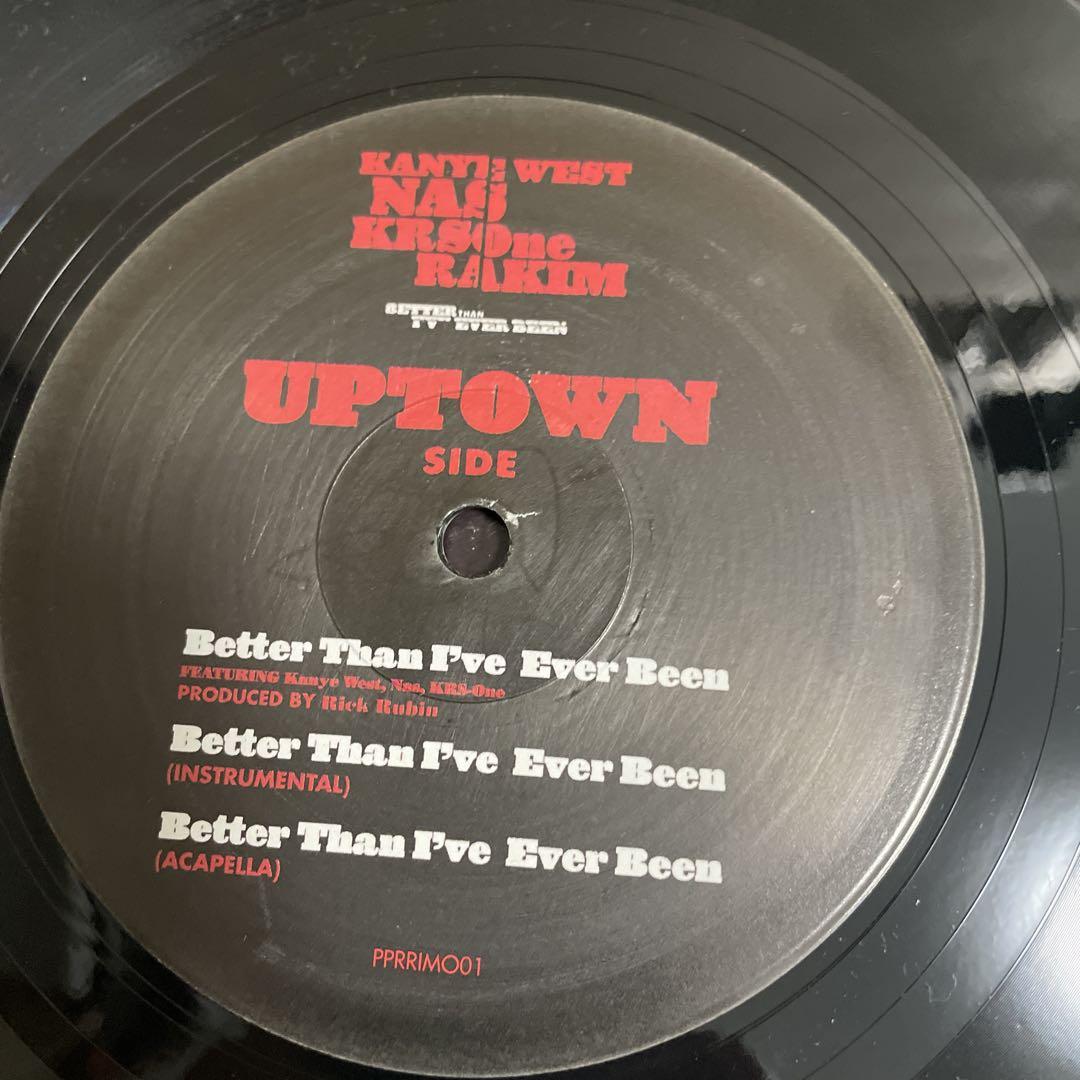 KANYE WEST
NAS
KRSOne
RAKIM
BETTER THAN
I'VE EVER BEEN
UPTOWN
SIDE
Better Than I've Ever Been
FEATURING Kanye West, Nas, KRS-One
PRODUCED BY Rick Rubin
Better Than I've Ever Been
(INSTRUMENTAL)
Better Than I've Ever Been
(ACAPELLA)
PPRRIMO01